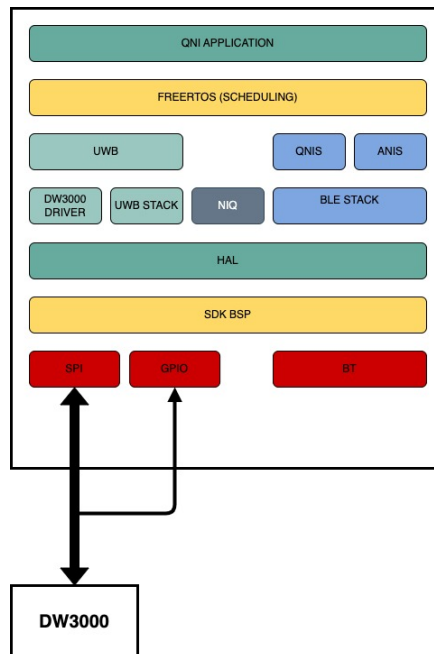 QNI APPLICATION
FREERTOS (SCHEDULING)
UWB
QNIS
ANIS
DW3000
DRIVER
UWB STACK
NIQ
BLE STACK
HAL
SDK BSP
SPI
GPIO
BT
DW3000